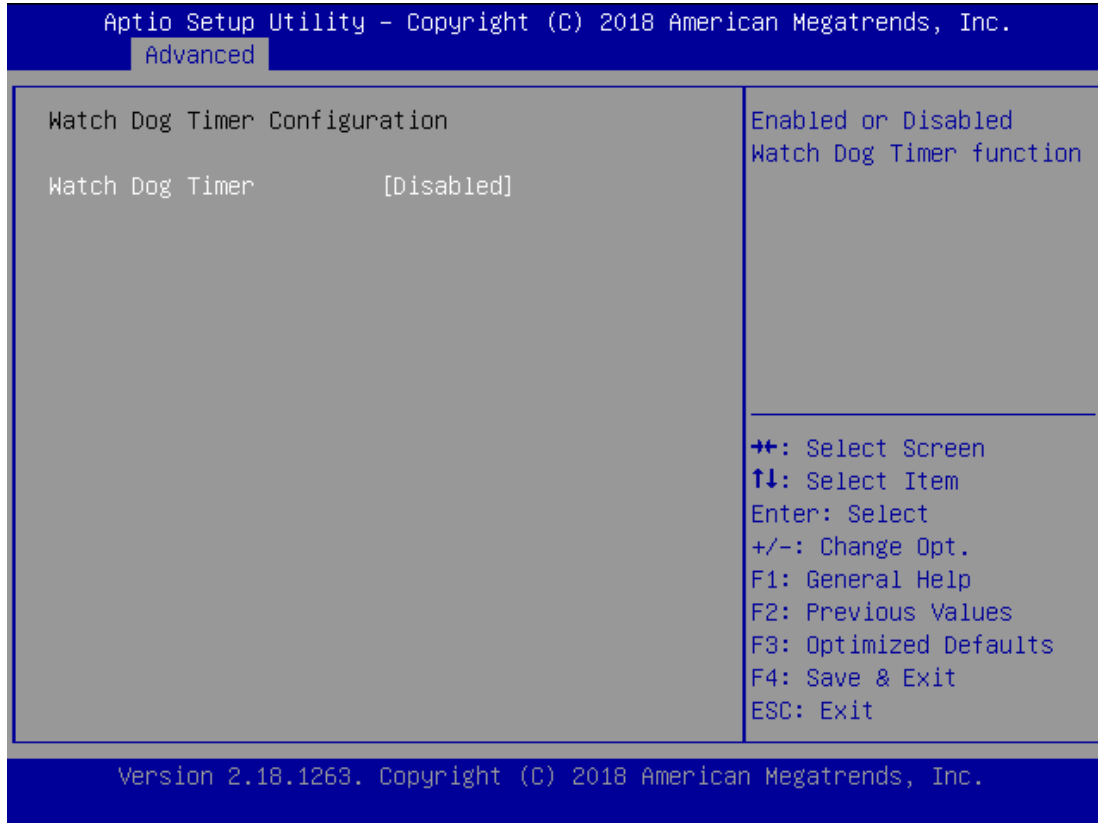 Aptio Setup Utility – Copyright (C) 2018 American Megatrends, Inc.
Advanced
Watch Dog Timer Configuration
Watch Dog Timer [Disabled]
Enabled or Disabled
Watch Dog Timer function
→←: Select Screen
↑↓: Select Item
Enter: Select
+/-: Change Opt.
F1: General Help
F2: Previous Values
F3: Optimized Defaults
F4: Save & Exit
ESC: Exit
Version 2.18.1263. Copyright (C) 2018 American Megatrends, Inc.